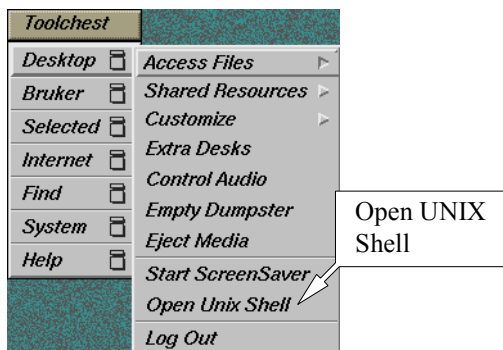 Toolchest
Desktop
Bruker
Selected
Internet
Find
System
Help
Access Files
Shared Resources
Customize
Extra Desks
Control Audio
Empty Dumpster
Eject Media
Start ScreenSaver
Open Unix Shell
Log Out
Open UNIX
Shell